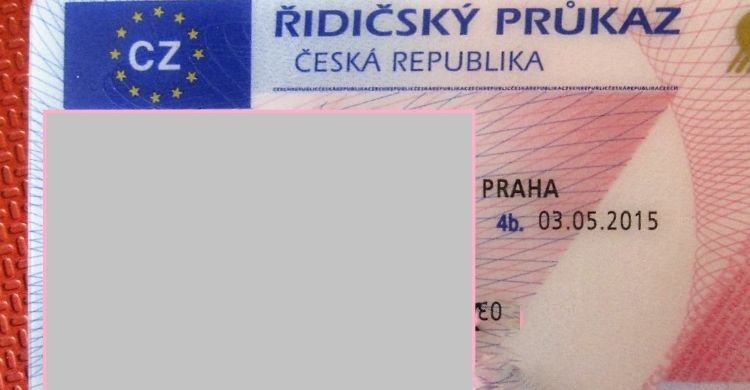 CZ
ŘIDIČSKÝ PRŮKAZ
ČESKÁ REPUBLIKA
PRAHA
4b. 03.05.2015